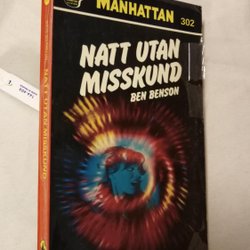 MANHATTAN
302
NATT UTAN
MISSKUND
BEN BENSON
NATT UTAN MISSKUND